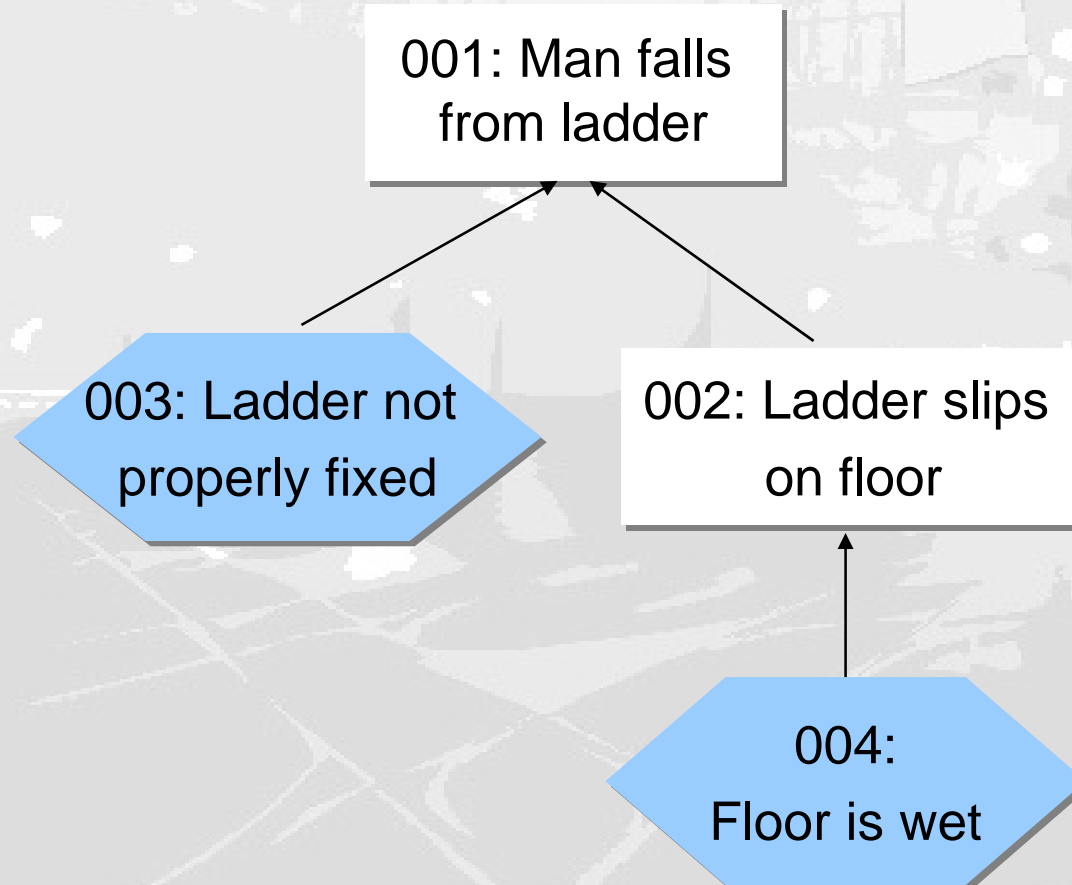 001: Man falls
from ladder
003: Ladder not
properly fixed
002: Ladder slips
on floor
004:
Floor is wet